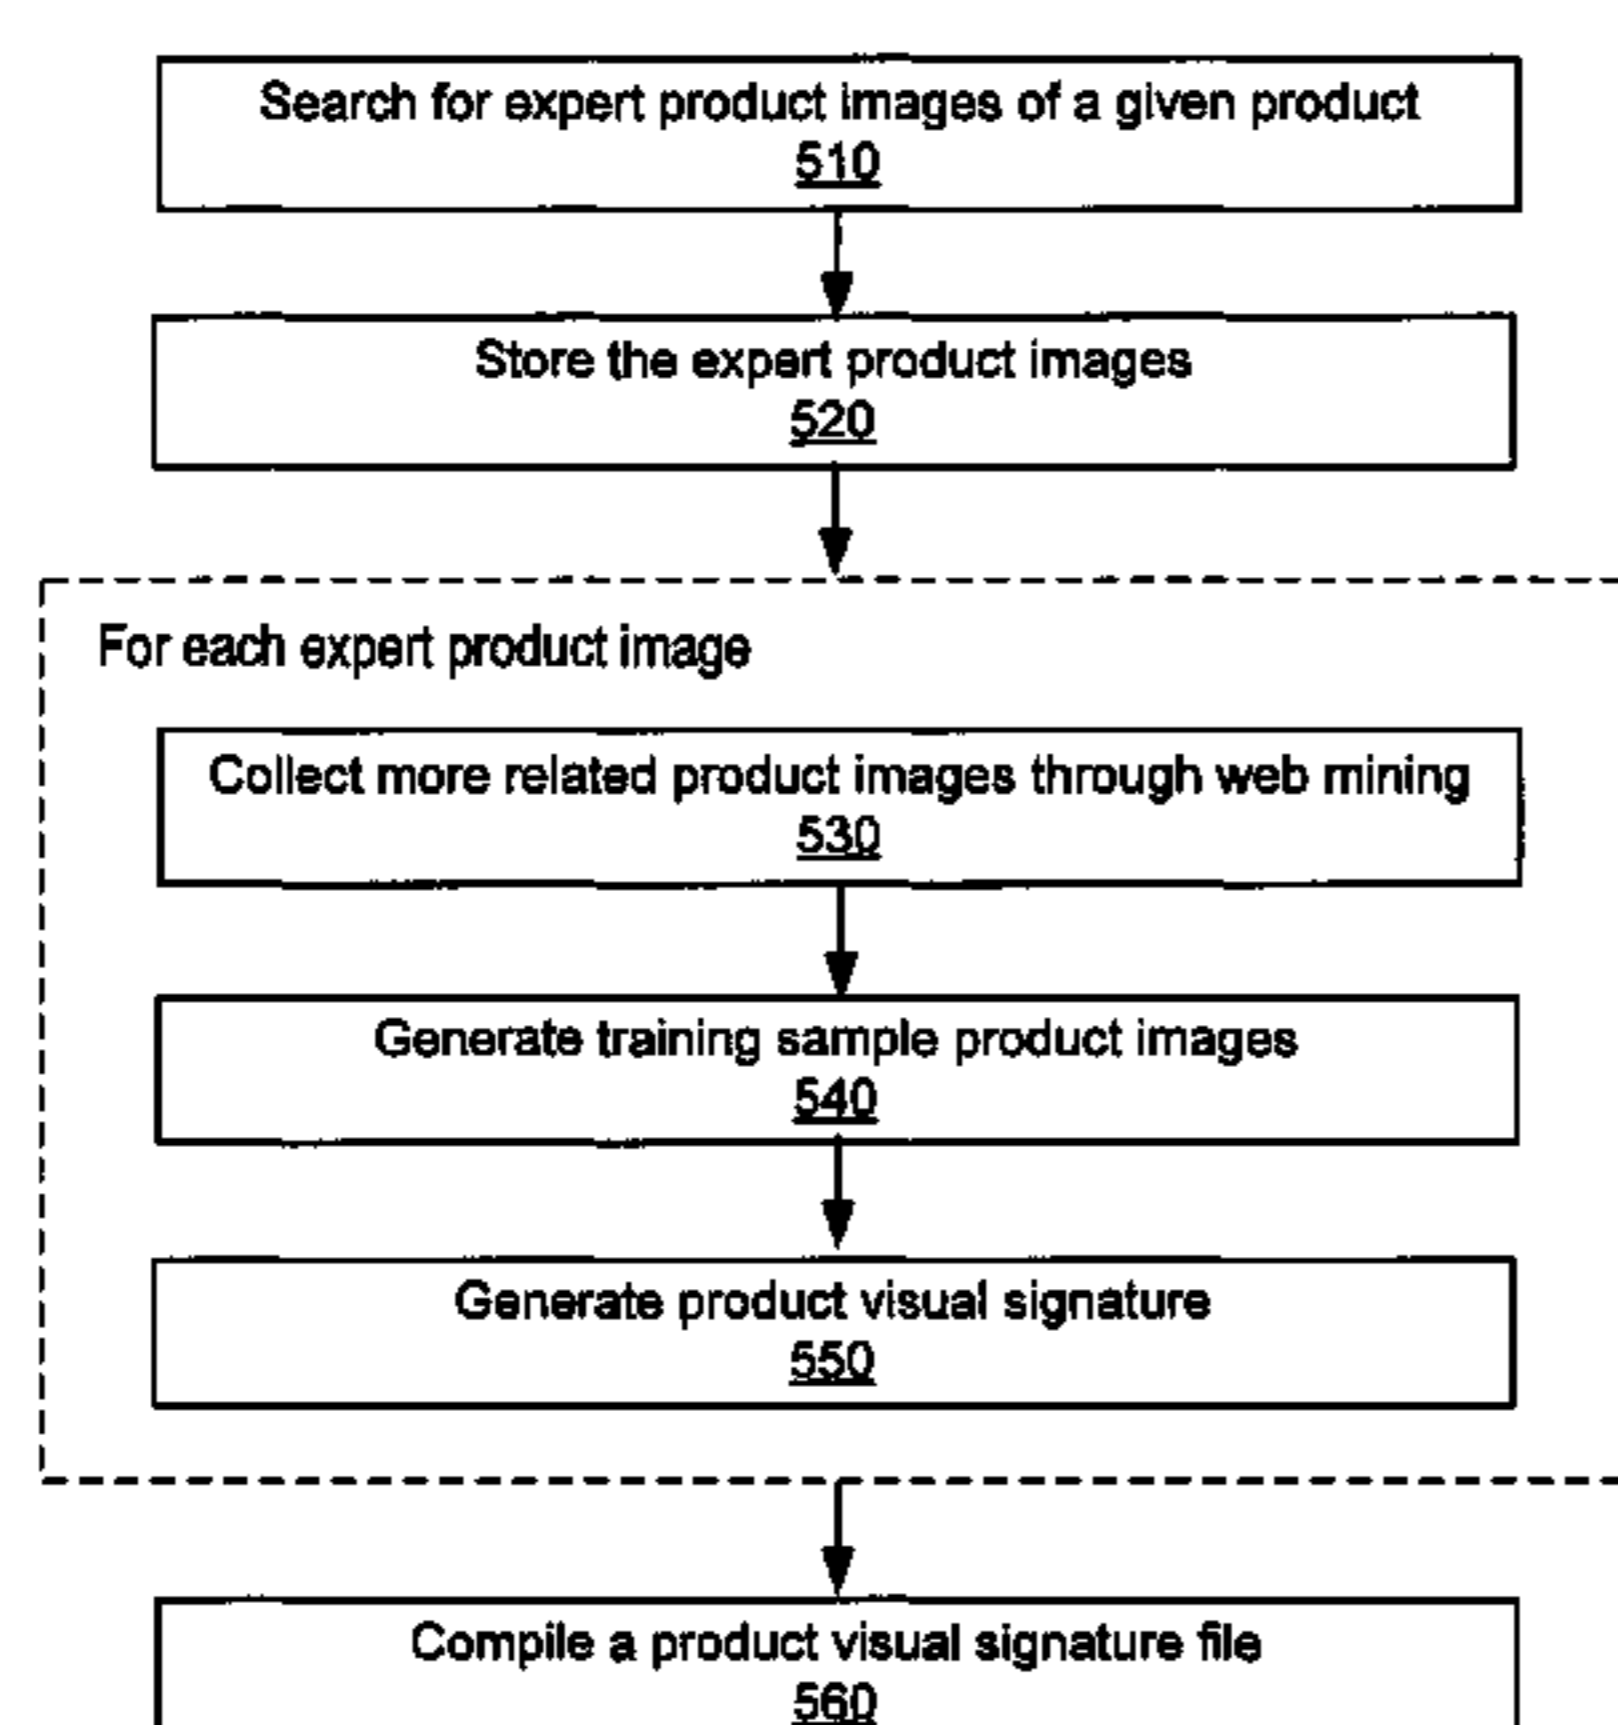 Search for expert product images of a given product
510
Store the expert product images
520
For each expert product image
Collect more related product images through web mining
530
Generate training sample product images
540
Generate product visual signature
550
Compile a product visual signature file
560